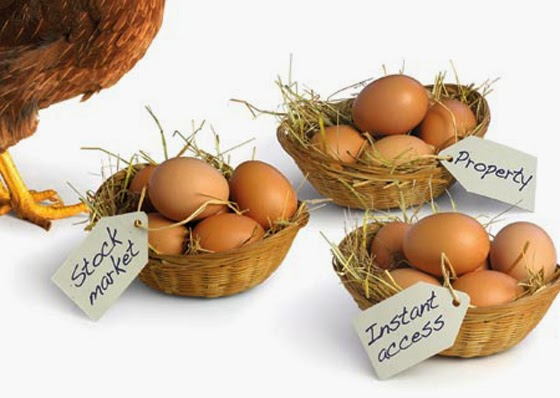 Stock
market
Property
Instant
access